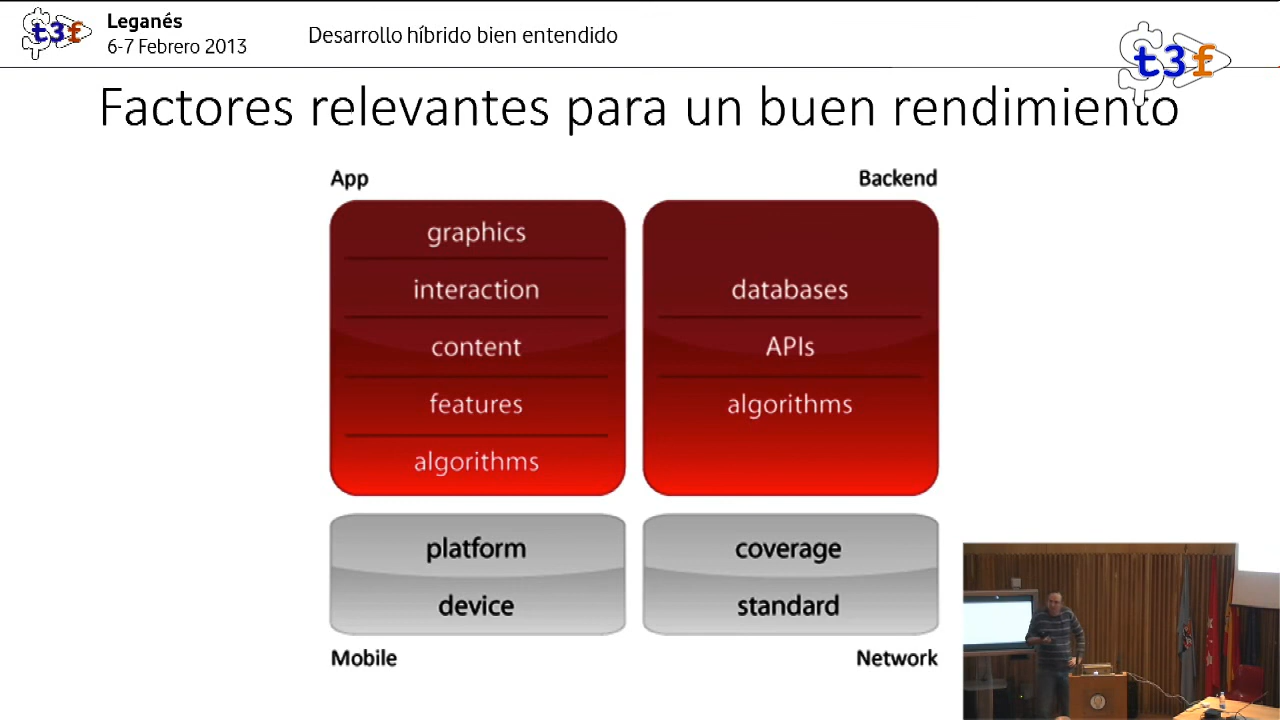 t3f
Leganés
6-7 Febrero 2013
Desarrollo híbrido bien entendido
t3f
Factores relevantes para un buen rendimiento
App
Backend
graphics
interaction
content
features
algorithms
databases
APIs
algorithms
platform
device
coverage
standard
Mobile
Network